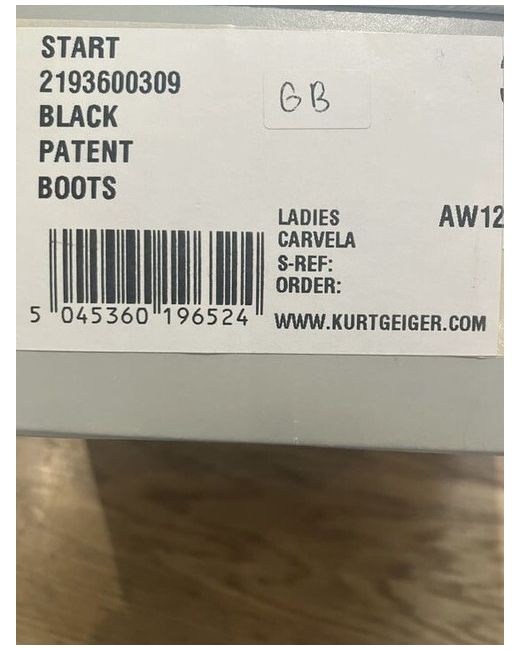 START
2193600309
BLACK
PATENT
BOOTS
GB
LADIES
CARVELA
S-REF:
ORDER:
AW12
5 045360 196524
WWW.KURTGEIGER.COM